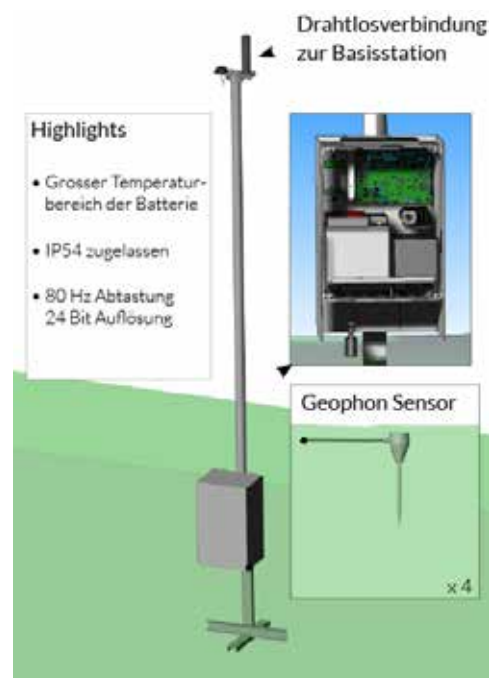 Drahtlosverbindung
zur Basisstation
Highlights
• Grosser Temperatur-
bereich der Batterie
• IP54 zugelassen
• 80 Hz Abtastung
24 Bit Auflösung
Geophon Sensor
x 4